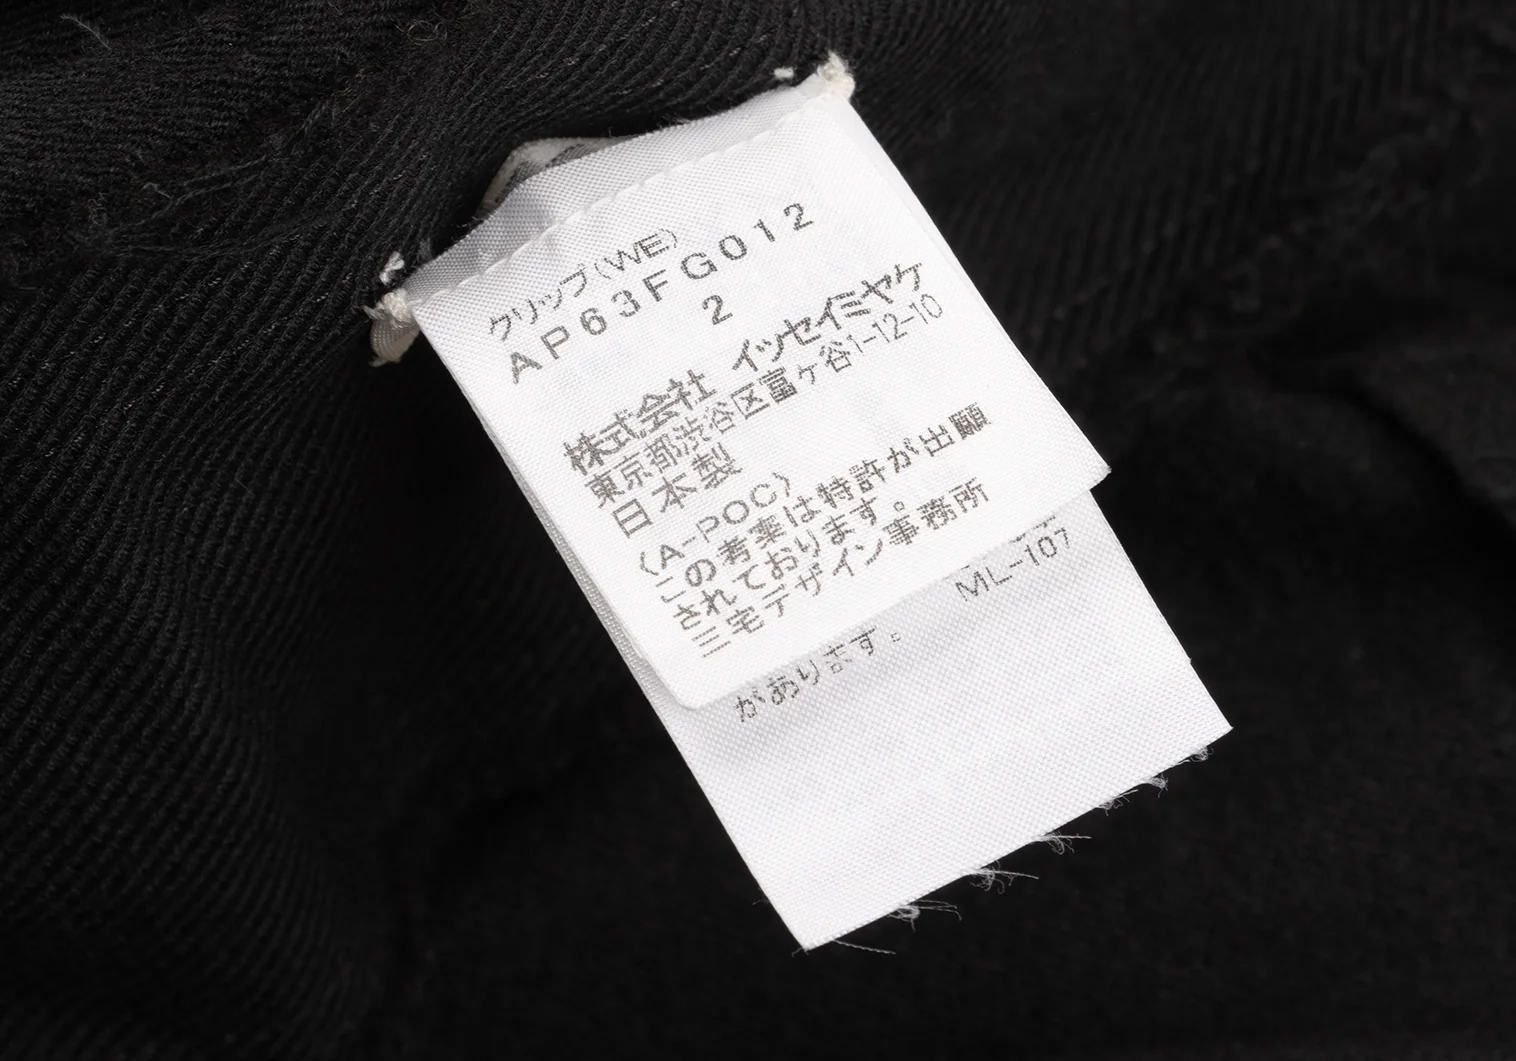 クリップ(WE)
AP63FG012
2
株式会社 イッセイミヤケ
東京都渋谷区富ヶ谷1-12-10
日本製
(A-POC)
この考案は特許が出願
されております。
三宅デザイン事務所
ML-107
があります。